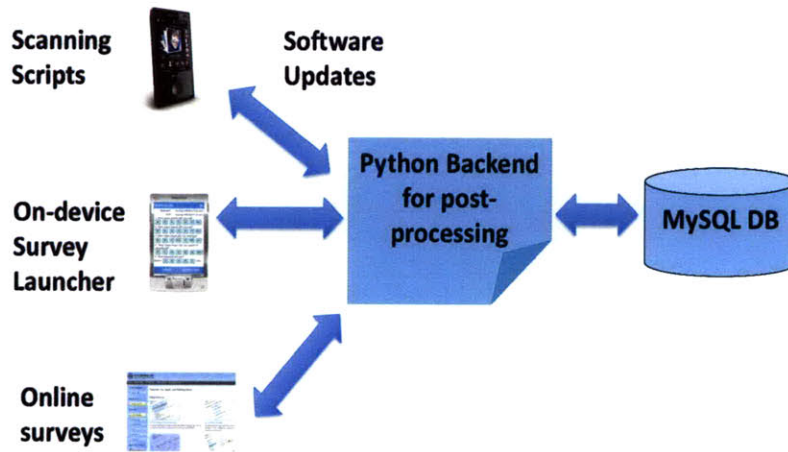 Scanning
Scripts
Software
Updates
Python Backend
for post-
processing
MySQL DB
On-device
Survey
Launcher
Online
surveys